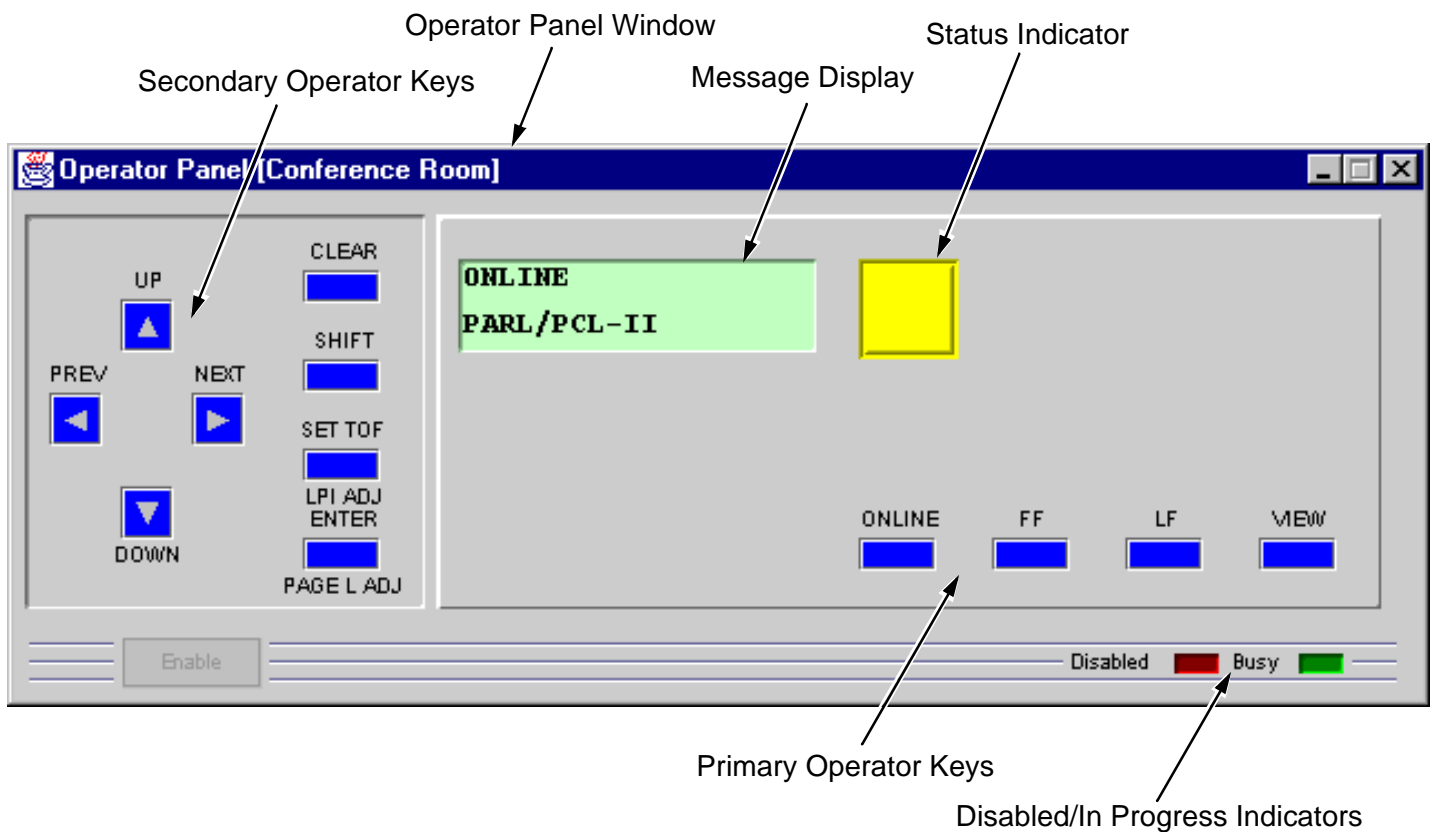 Operator Panel Window
Status Indicator
Secondary Operator Keys
Message Display
Operator Panel [Conference Room]
CLEAR
UP
SHIFT
PREV
NEXT
SET TOF
LPI ADJ
ENTER
DOWN
PAGE L ADJ
ONLINE
PARL/PCL-II
ONLINE FF LF VIEW
Enable
Disabled
Busy
Primary Operator Keys
Disabled/In Progress Indicators